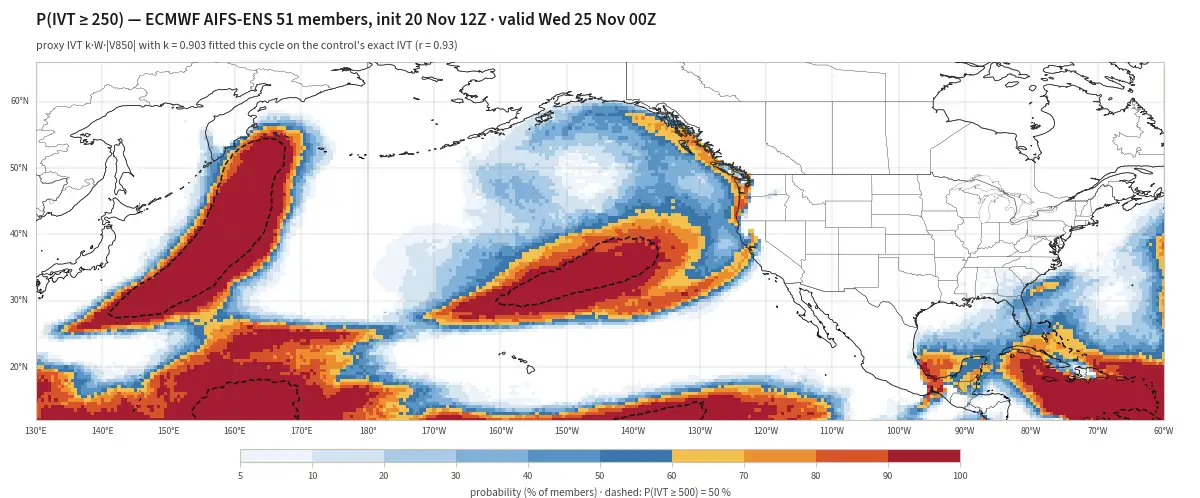 P(IVT ≥ 250) — ECMWF AIFS-ENS 51 members, init 20 Nov 12Z · valid Wed 25 Nov 00Z
proxy IVT k·W·|V850| with k = 0.903 fitted this cycle on the control's exact IVT (r = 0.93)
60°N
50°N
40°N
30°N
20°N
130°E 140°E 150°E 160°E 170°E 180° 170°W 160°W 150°W 140°W 130°W 120°W 110°W 100°W 90°W 80°W 70°W 60°W
5 10 20 30 40 50 60 70 80 90 100
probability (% of members) · dashed: P(IVT ≥ 500) = 50 %